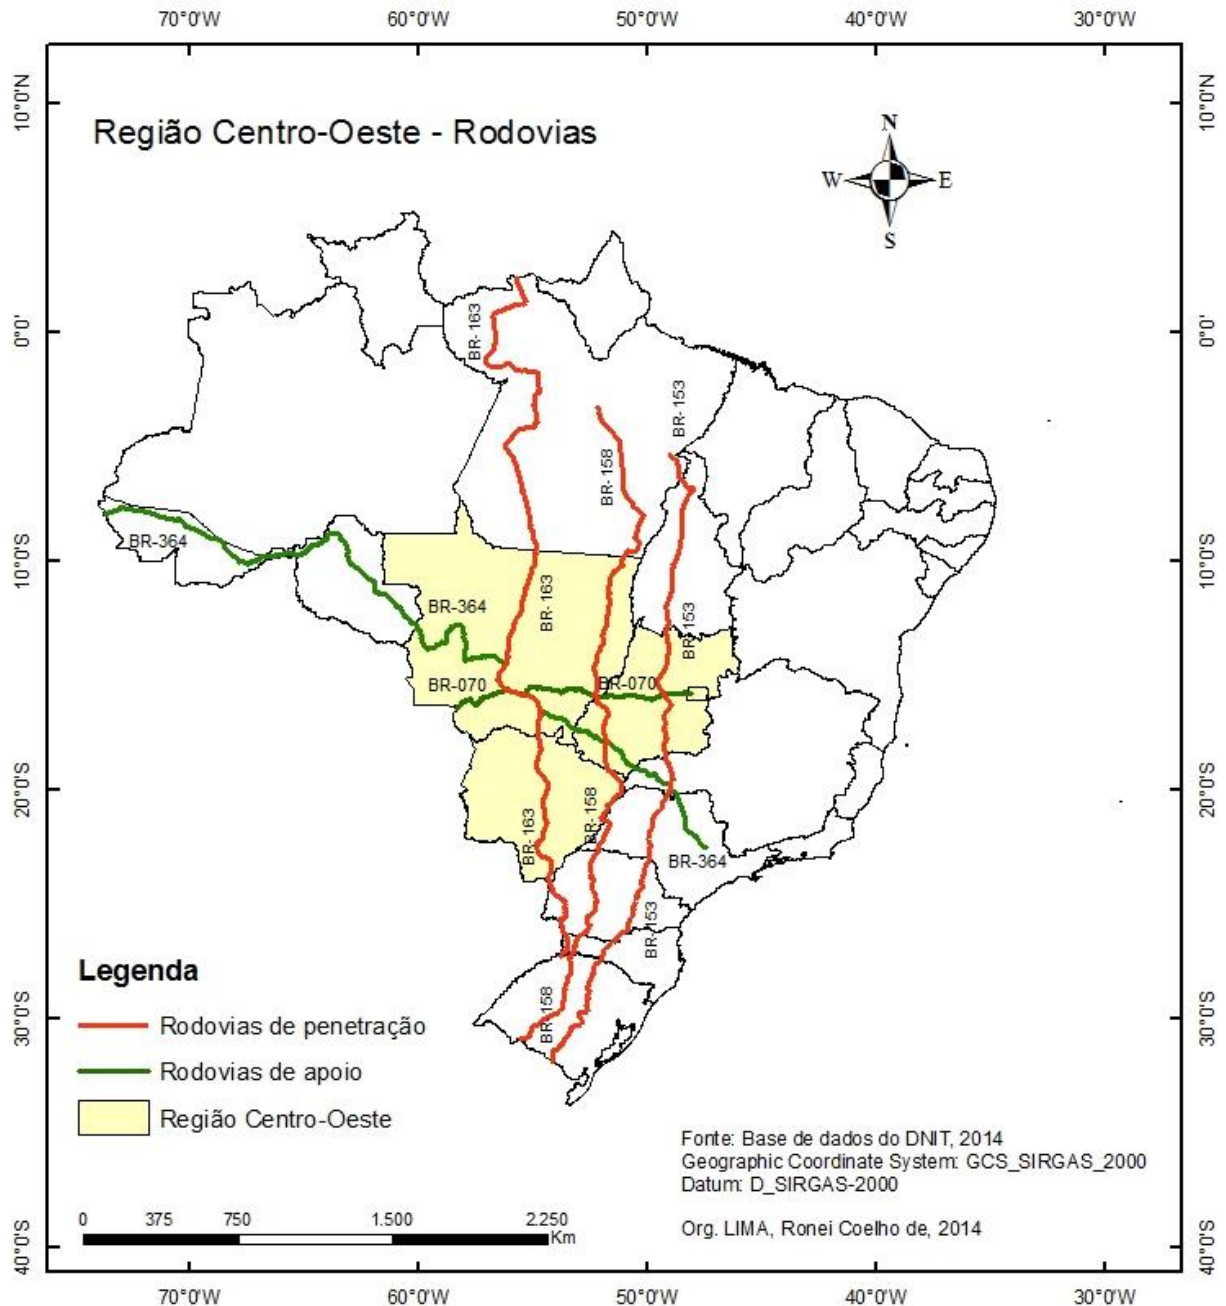 70°0'W 60°0'W 50°0'W 40°0'W 30°0'W
10°0'N 10°0'N
Região Centro-Oeste - Rodovias
N
W E
S
BR-163
0°0' 0°0'
BR-153
BR-158
BR-364
10°0'S 10°0'S
BR-364
BR-163
BR-153
BR-070
BR-070
20°0'S 20°0'S
BR-163
BR-158
BR-364
BR-153
Legenda
BR-158
30°0'S 30°0'S
Rodovias de penetração
Rodovias de apoio
Região Centro-Oeste
Fonte: Base de dados do DNIT, 2014
Geographic Coordinate System: GCS_SIRGAS_2000
Datum: D_SIRGAS-2000
Org. LIMA, Ronei Coelho de, 2014
0 375 750 1.500 2.250
Km
40°0'S 40°0'S
70°0'W 60°0'W 50°0'W 40°0'W 30°0'W